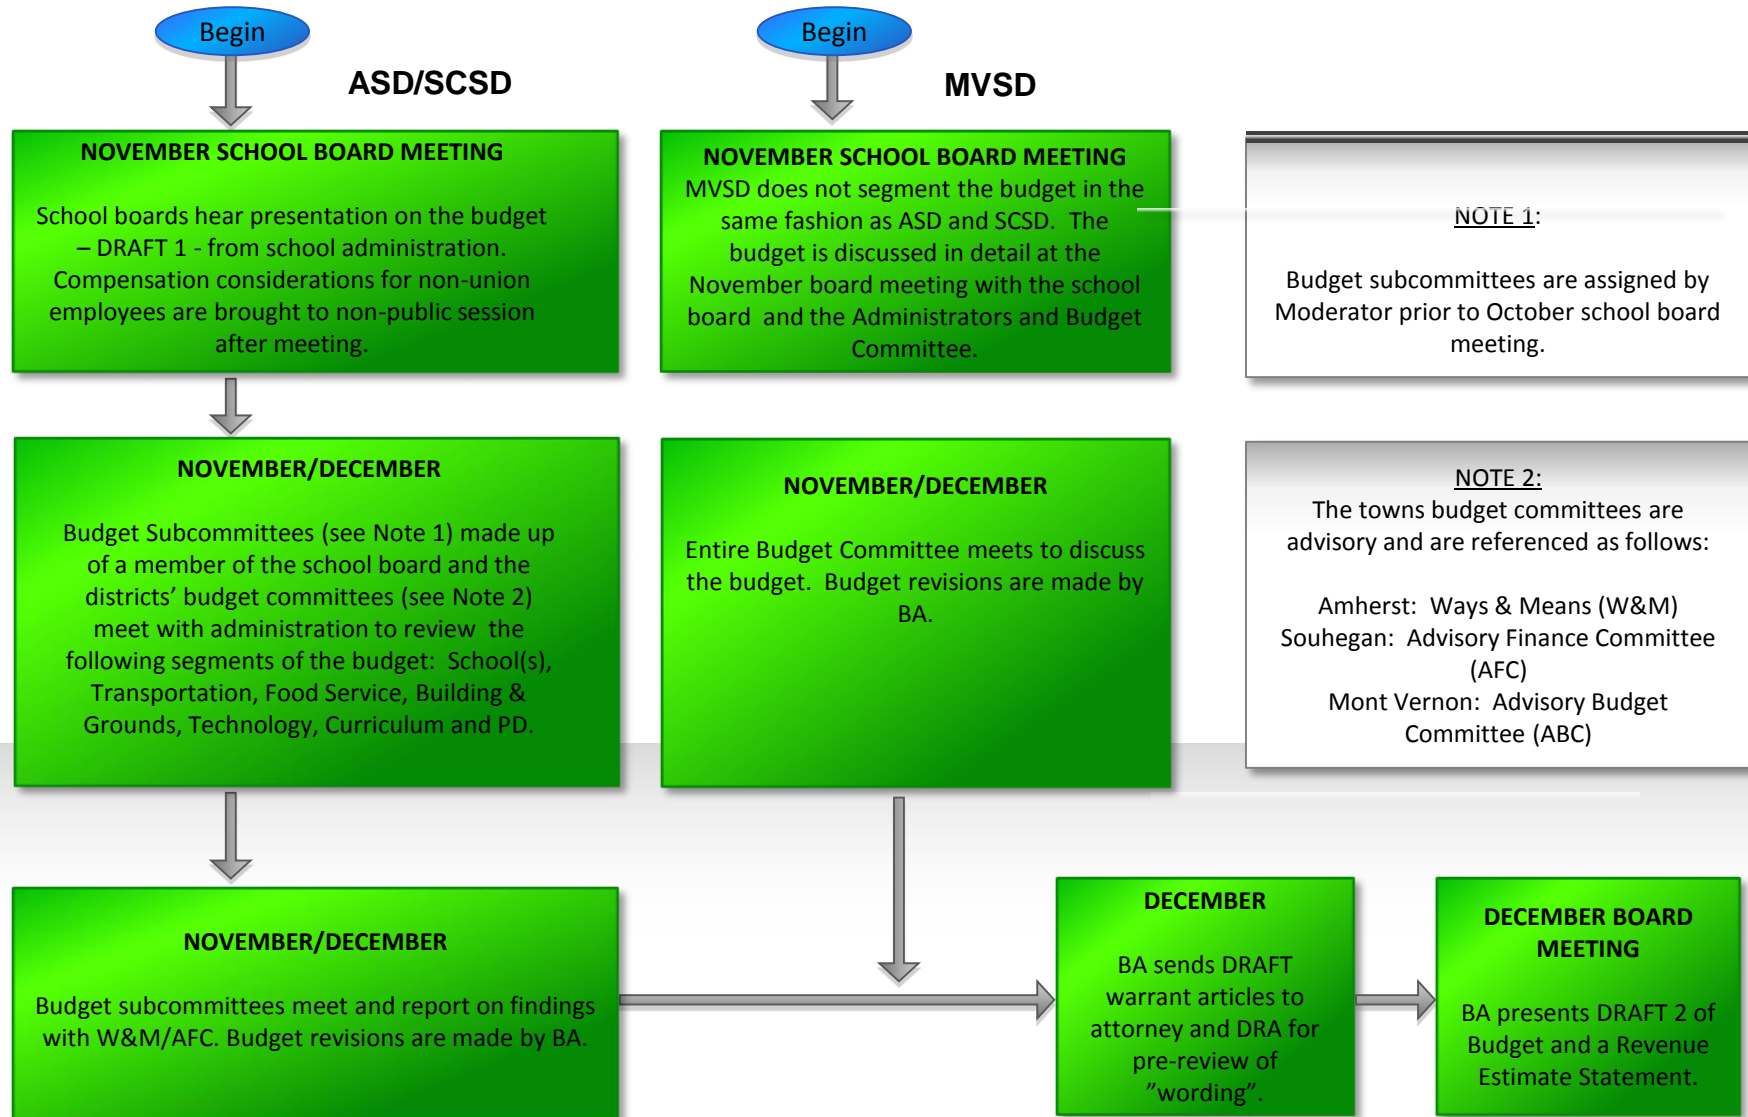 Begin
ASD/SCSD
NOVEMBER SCHOOL BOARD MEETING
School boards hear presentation on the budget
– DRAFT 1 - from school administration.
Compensation considerations for non-union
employees are brought to non-public session
after meeting.
NOVEMBER/DECEMBER
Budget Subcommittees (see Note 1) made up
of a member of the school board and the
districts’ budget committees (see Note 2)
meet with administration to review the
following segments of the budget: School(s),
Transportation, Food Service, Building &
Grounds, Technology, Curriculum and PD.
NOVEMBER/DECEMBER
Budget subcommittees meet and report on findings
with W&M/AFC. Budget revisions are made by BA.
Begin
MVSD
NOVEMBER SCHOOL BOARD MEETING
MVSD does not segment the budget in the
same fashion as ASD and SCSD. The
budget is discussed in detail at the
November board meeting with the school
board and the Administrators and Budget
Committee.
NOVEMBER/DECEMBER
Entire Budget Committee meets to discuss
the budget. Budget revisions are made by
BA.
DECEMBER
BA sends DRAFT
warrant articles to
attorney and DRA for
pre-review of
”wording”.
DECEMBER BOARD
MEETING
BA presents DRAFT 2 of
Budget and a Revenue
Estimate Statement.
NOTE 1:
Budget subcommittees are assigned by
Moderator prior to October school board
meeting.
NOTE 2:
The towns budget committees are
advisory and are referenced as follows:
Amherst: Ways & Means (W&M)
Souhegan: Advisory Finance Committee
(AFC)
Mont Vernon: Advisory Budget
Committee (ABC)